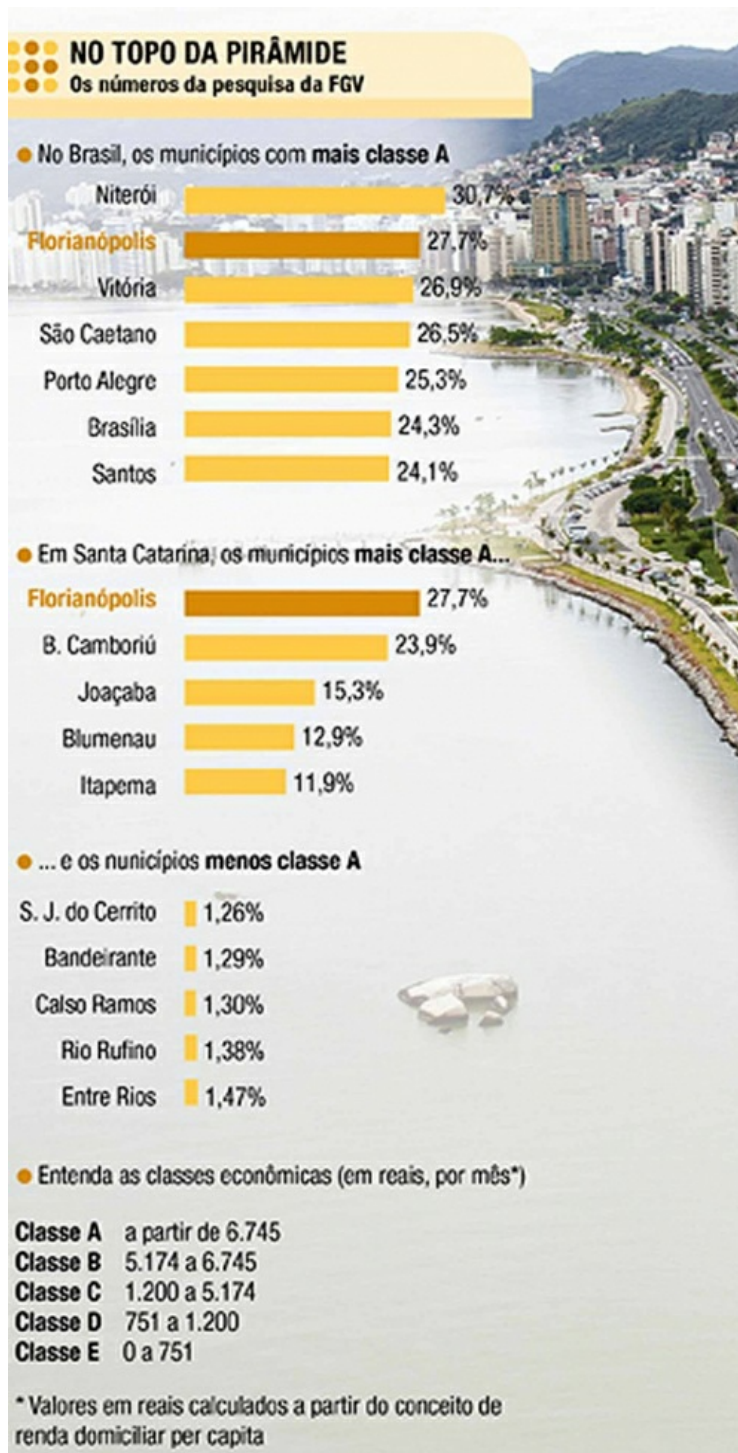 NO TOPO DA PIRÂMIDE
Os números da pesquisa da FGV
No Brasil, os municípios com mais classe A
Niterói 30,7%
Florianópolis 27,7%
Vitória 26,9%
São Caetano 26,5%
Porto Alegre 25,3%
Brasília 24,3%
Santos 24,1%
Em Santa Catarina, os municípios mais classe A...
Florianópolis 27,7%
B. Camboriú 23,9%
Joaçaba 15,3%
Blumenau 12,9%
Itapema 11,9%
... e os nunicípios menos classe A
S. J. do Cerrito 1,26%
Bandeirante 1,29%
Calso Ramos 1,30%
Rio Rufino 1,38%
Entre Rios 1,47%
Entenda as classes econômicas (em reais, por mês*)
Classe A a partir de 6.745
Classe B 5.174 a 6.745
Classe C 1.200 a 5.174
Classe D 751 a 1.200
Classe E 0 a 751
* Valores em reais calculados a partir do conceito de
renda domiciliar per capita